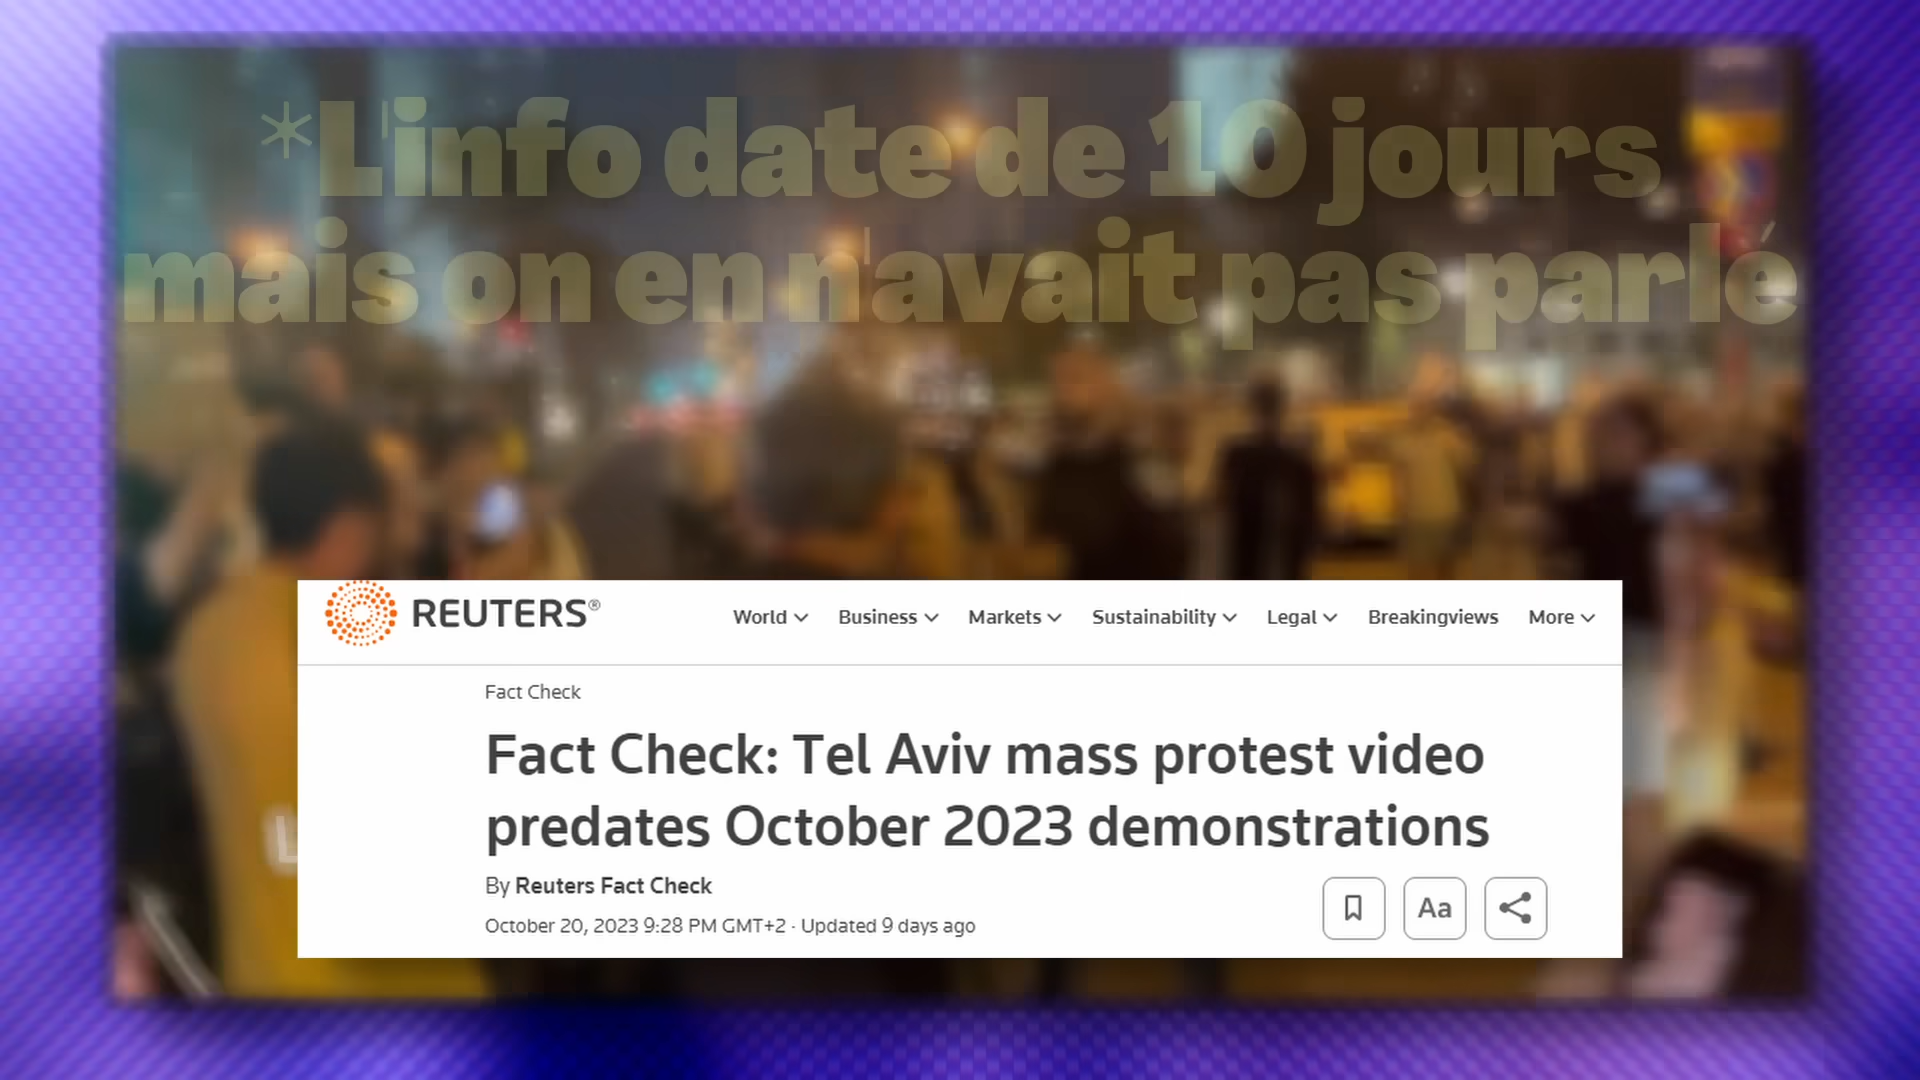 *L'info date de 10 jours
mais on en n'avait pas parlé
REUTERS®
World Business Markets Sustainability Legal Breakingviews More
Fact Check
Fact Check: Tel Aviv mass protest video
predates October 2023 demonstrations
By Reuters Fact Check
October 20, 2023 9:28 PM GMT+2 · Updated 9 days ago
Aa